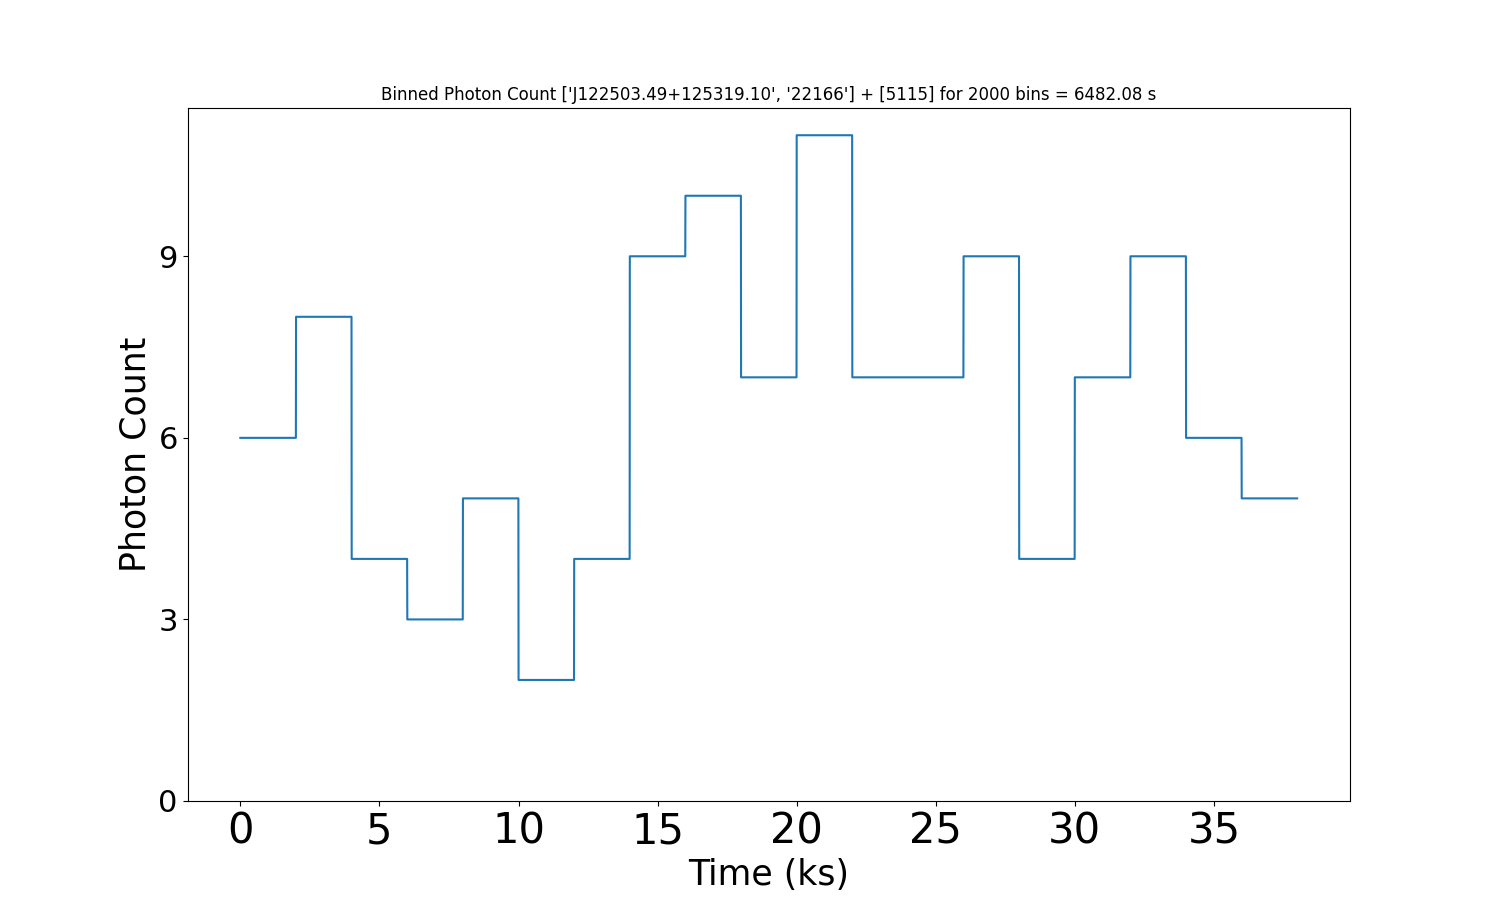 Binned Photon Count ['J122503.49+125319.10', '22166'] + [5115] for 2000 bins = 6482.08 s
Photon Count
9
6
3
0
0 5 10 15 20 25 30 35
Time (ks)